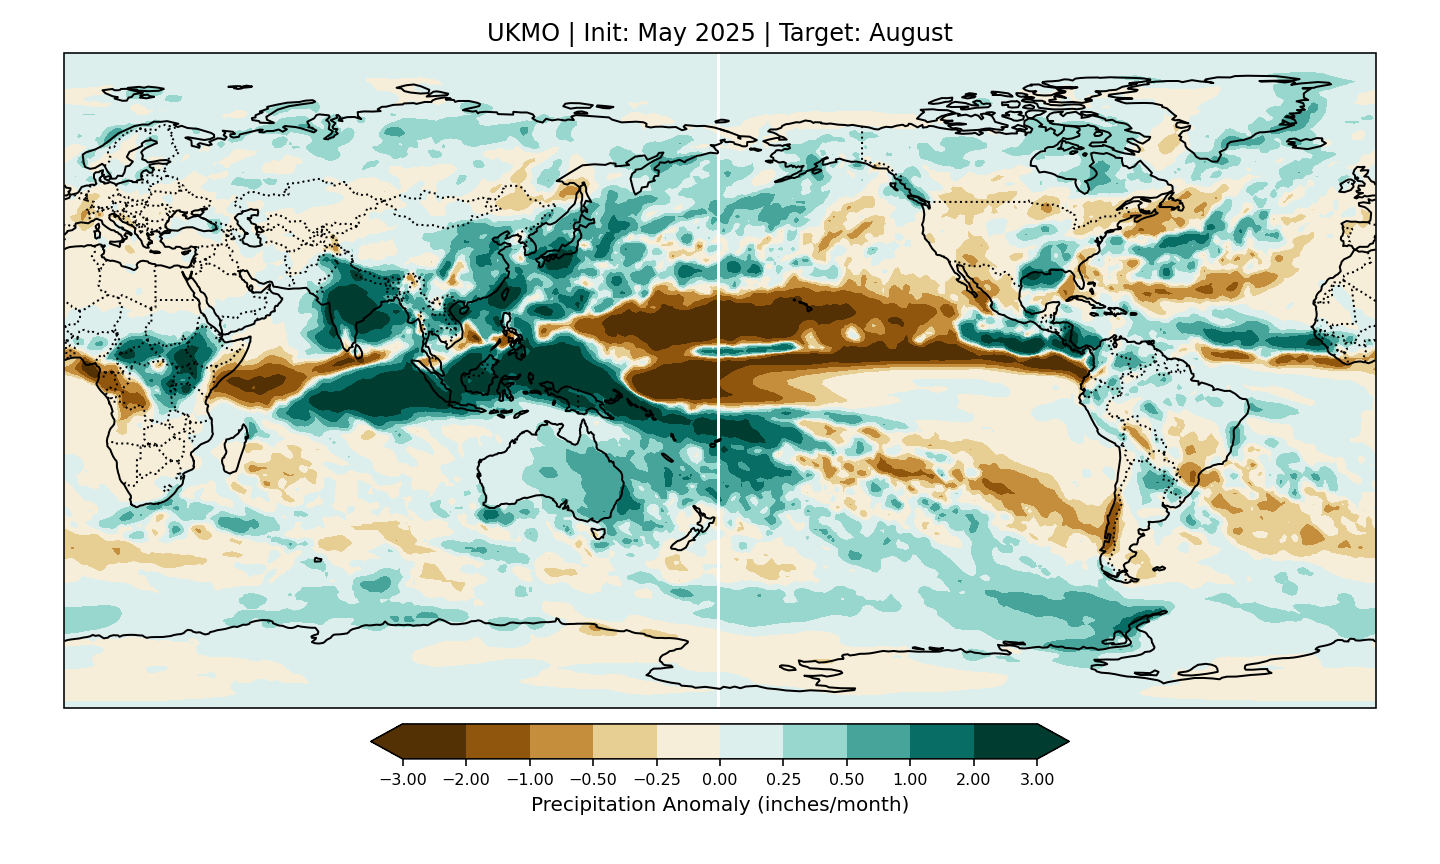 UKMO | Init: May 2025 | Target: August
−3.00 −2.00 −1.00 −0.50 −0.25 0.00 0.25 0.50 1.00 2.00 3.00
Precipitation Anomaly (inches/month)